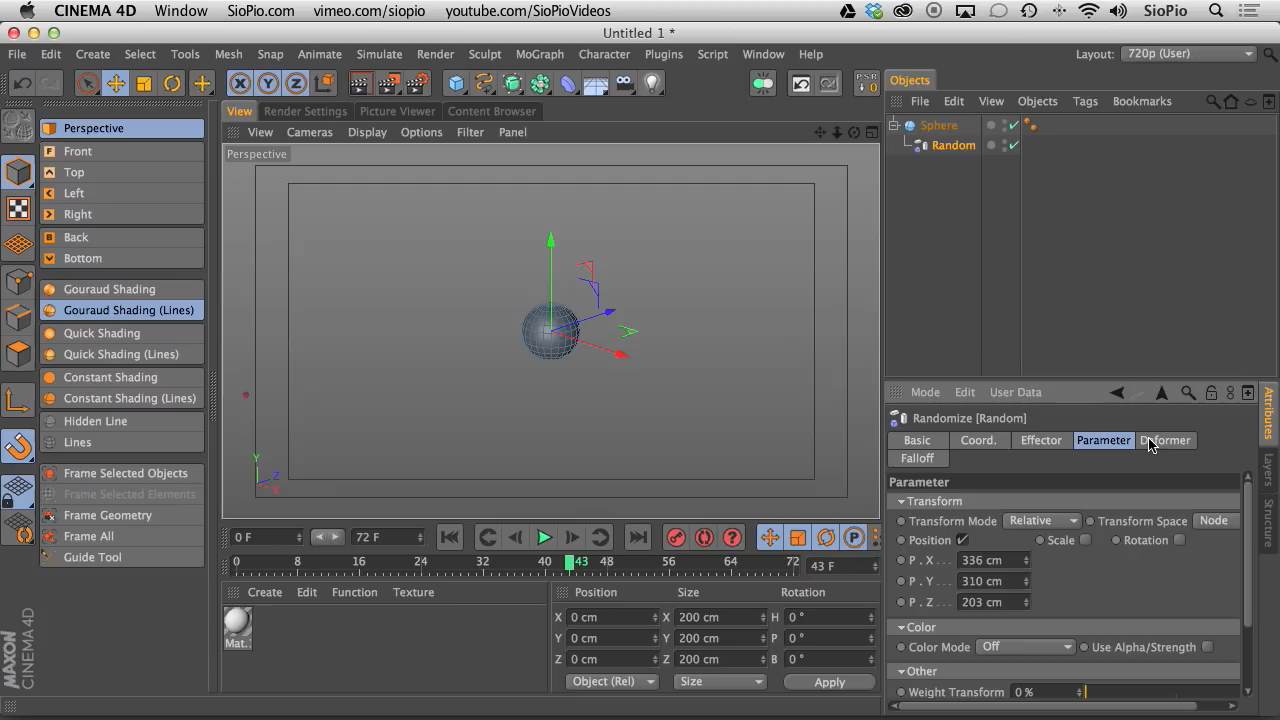 CINEMA 4D Window SioPio.com vimeo.com/siopio youtube.com/SioPioVideos SioPio
Untitled 1 *
File Edit Create Select Tools Mesh Snap Animate Simulate Render Sculpt MoGraph Character Plugins Script Window Help Layout: 720p (User)
X Y Z PSR 0
View Render Settings Picture Viewer Content Browser
View Cameras Display Options Filter Panel
Perspective
Perspective
F Front
Top
Left
Right
B Back
Bottom
Gouraud Shading
Gouraud Shading (Lines)
Quick Shading
Quick Shading (Lines)
Constant Shading
Constant Shading (Lines)
Hidden Line
Lines
Frame Selected Objects
Frame Selected Elements
Frame Geometry
Frame All
Guide Tool
Y Z X
Objects
File Edit View Objects Tags Bookmarks
Sphere
Random
Mode Edit User Data
Randomize [Random]
Basic Coord. Effector Parameter Deformer
Falloff
Parameter
Transform
Transform Mode Relative Transform Space Node
Position Scale Rotation
P . X 336 cm
P . Y 310 cm
P . Z 203 cm
Color
Color Mode Off Use Alpha/Strength
Other
Weight Transform 0 %
Attributes
Layers
Structure
0 F 72 F P
0 8 16 24 32 40 43 48 56 64 72 43 F
Create Edit Function Texture
Mat.
Position Size Rotation
X 0 cm X 200 cm H 0 °
Y 0 cm Y 200 cm P 0 °
Z 0 cm Z 200 cm B 0 °
Object (Rel) Size Apply
MAXON
CINEMA 4D